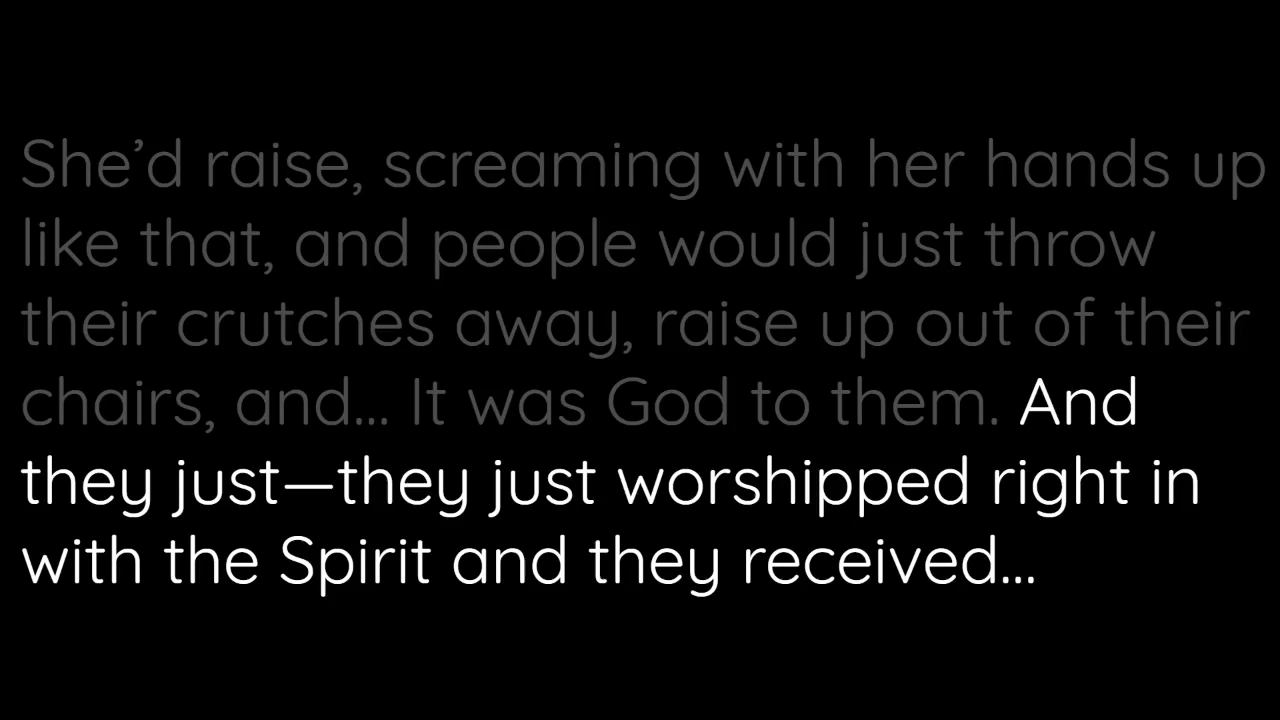 She’d raise, screaming with her hands up
like that, and people would just throw
their crutches away, raise up out of their
chairs, and... It was God to them. And
they just—they just worshipped right in
with the Spirit and they received...